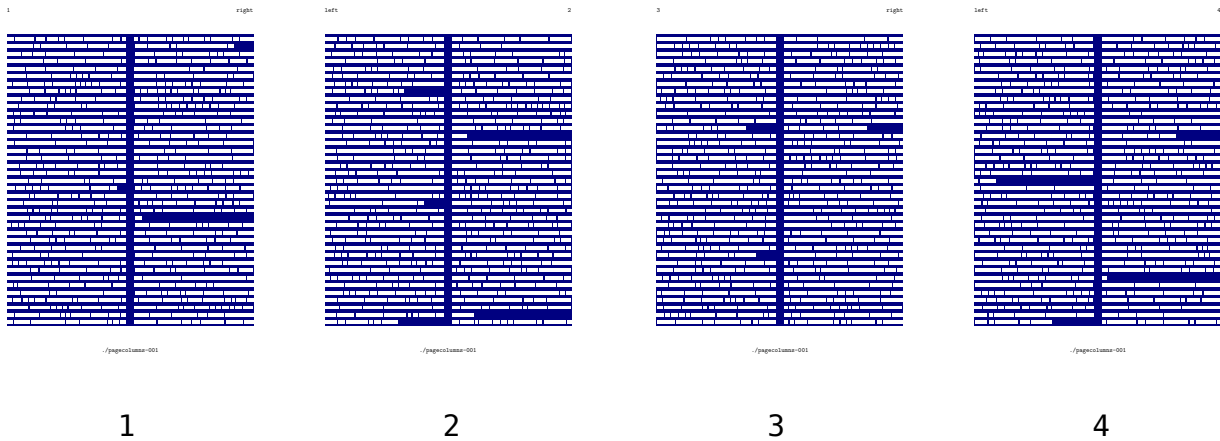 1 right
left 2
3 right
left 4
./pagecolumns-001
./pagecolumns-001
./pagecolumns-001
./pagecolumns-001
1
2
3
4